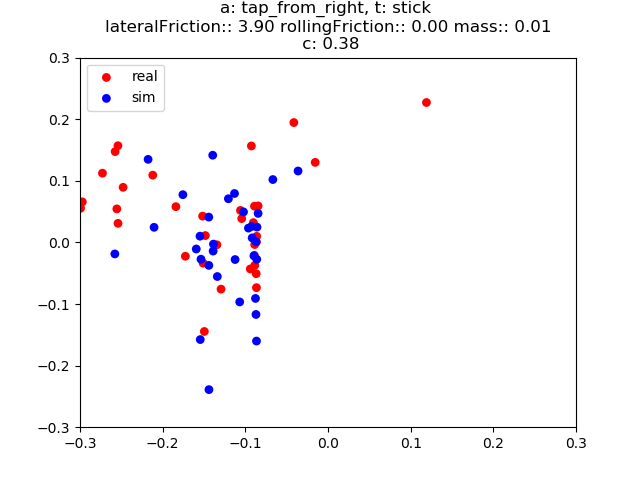 a: tap_from_right, t: stick
lateralFriction:: 3.90 rollingFriction:: 0.00 mass:: 0.01
c: 0.38
real
sim
0.3
0.2
0.1
0.0
−0.1
−0.2
−0.3
−0.3 −0.2 −0.1 0.0 0.1 0.2 0.3